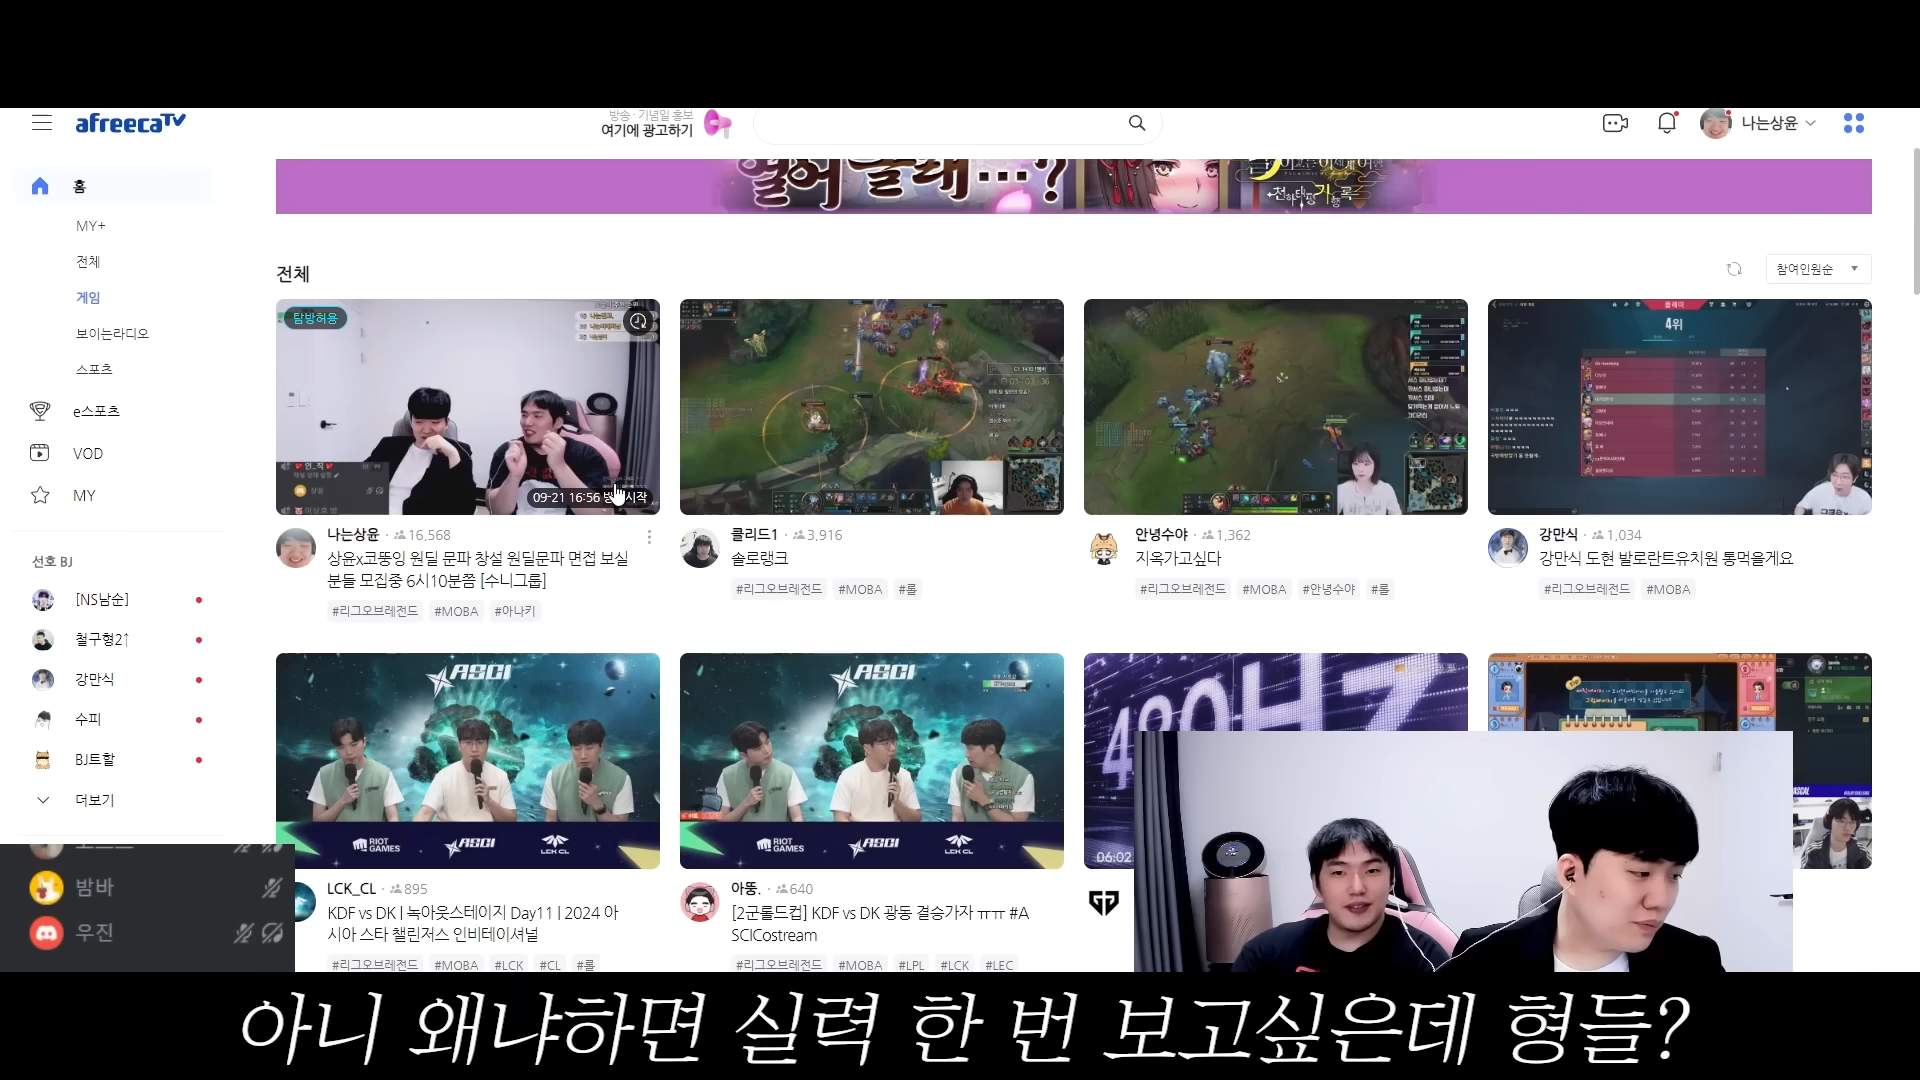 afreecaTV
방송 · 기념일 홍보
여기에 광고하기
나는상윤
홈
MY+
전체
게임
보이는라디오
스포츠
e스포츠
VOD
MY
선호 BJ
[NS남순]
철구형2↑
강만식
수피
BJ트할
더보기
밤바
우진
전체
참여인원순
탐방허용
09-21 16:56
나는상윤 · 16,568
상윤x코뚱잉 원딜 문파 창설 원딜문파 면접 보실
분들 모집중 6시10분쯤 [수니그룹]
#리그오브레전드 #MOBA #아나키
클리드1 · 3,916
솔로랭크
#리그오브레전드 #MOBA #롤
안녕수야 · 1,362
지옥가고싶다
#리그오브레전드 #MOBA #안녕수야 #롤
4위
강만식 · 1,034
강만식 도현 발로란트유치원 통먹을게요
#리그오브레전드 #MOBA
ASCI
RIOT GAMES ASCI LCK CL
LCK_CL · 895
KDF vs DK | 녹아웃스테이지 Day11 | 2024 아
시아 스타 챌린저스 인비테이셔널
#리그오브레전드 #MOBA #LCK #CL #롤
ASCI
RIOT GAMES ASCI LCK CL
아뚱. · 640
[2군롤드컵] KDF vs DK 광동 결승가자 ㅠㅠ #A
SCICostream
#리그오브레전드 #MOBA #LPL #LCK #LEC
06:02
아니 왜냐하면 실력 한 번 보고싶은데 형들?